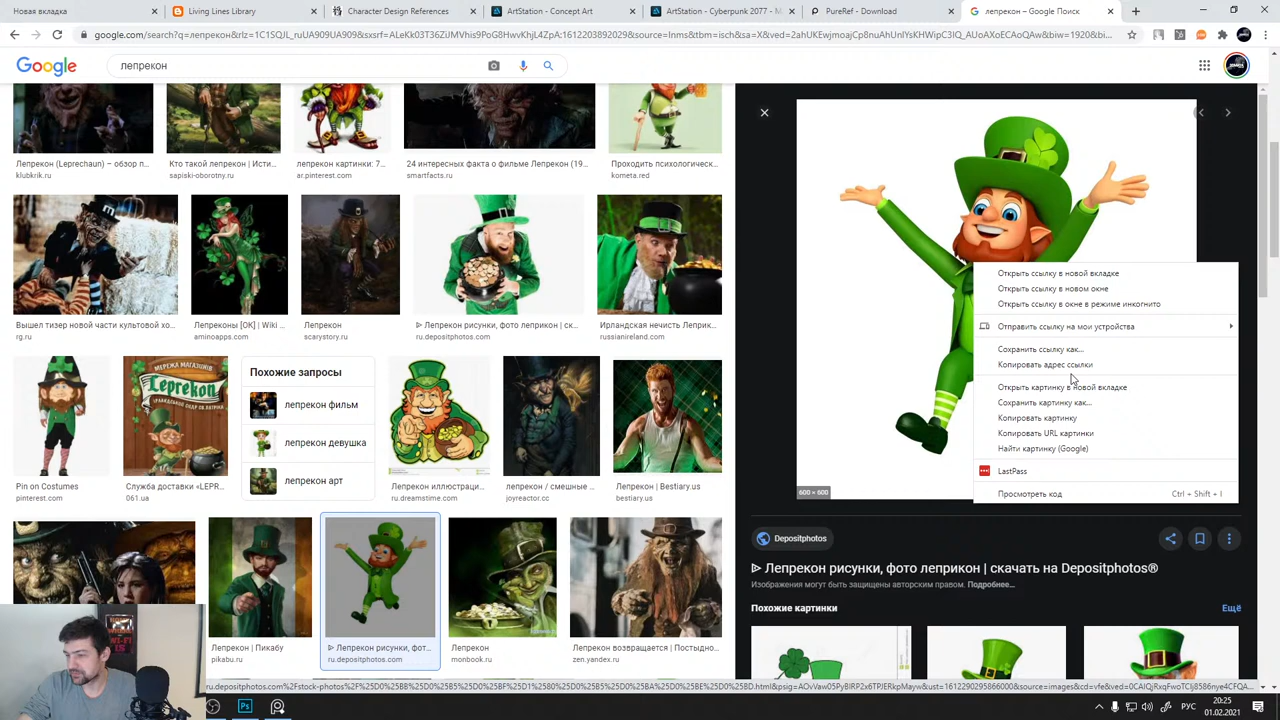 Новая вкладка
Living Lines Library
Character Design References
ArtStation - Concept Art
ArtStation - Cyberpunk 2077 - M
PureRef - Download
лепрекон – Google Поиск
Google
лепрекон
Лепрекон (Leprechaun) – обзор п...
klubkrik.ru
Кто такой лепрекон | Исти...
sapiski-oborotny.ru
лепрекон картинки: 7...
ar.pinterest.com
24 интересных факта о фильме Лепрекон (19...
smartfacts.ru
Проходить психологическ...
kometa.red
Вышел тизер новой части культовой хо...
rg.ru
Лепреконы [ОК] | Wiki ...
aminoapps.com
Лепрекон
scarystory.ru
ᐈ Лепрекон рисунки, фото леприкон | ск...
ru.depositphotos.com
Ирландская нечисть Леприк...
russianireland.com
МЕРЕЖА МАГАЗИНІВ
Leprekon
Похожие запросы
лепрекон фильм
лепрекон девушка
лепрекон арт
Pin on Costumes
pinterest.com
Служба доставки «LEPR...
061.ua
Лепрекон иллюстраци...
ru.dreamstime.com
лепрекон / смешные ...
joyreactor.cc
Лепрекон | Bestiary.us
bestiary.us
Лепрекон | Пикабу
pikabu.ru
ᐈ Лепрекон рисунки, фот...
ru.depositphotos.com
Лепрекон
monbook.ru
Лепрекон возвращается | Постыдно...
zen.yandex.ru
Открыть ссылку в новой вкладке
Открыть ссылку в новом окне
Открыть ссылку в окне в режиме инкогнито
Отправить ссылку на мои устройства
Сохранить ссылку как...
Копировать адрес ссылки
Открыть картинку в новой вкладке
Сохранить картинку как...
Копировать картинку
Копировать URL картинки
Найти картинку (Google)
LastPass
Просмотреть код Ctrl + Shift + I
600 × 600
Depositphotos
ᐈ Лепрекон рисунки, фото леприкон | скачать на Depositphotos®
Изображения могут быть защищены авторским правом. Подробнее...
Похожие картинки
Ещё
Ps
РУС
20:25
01.02.2021